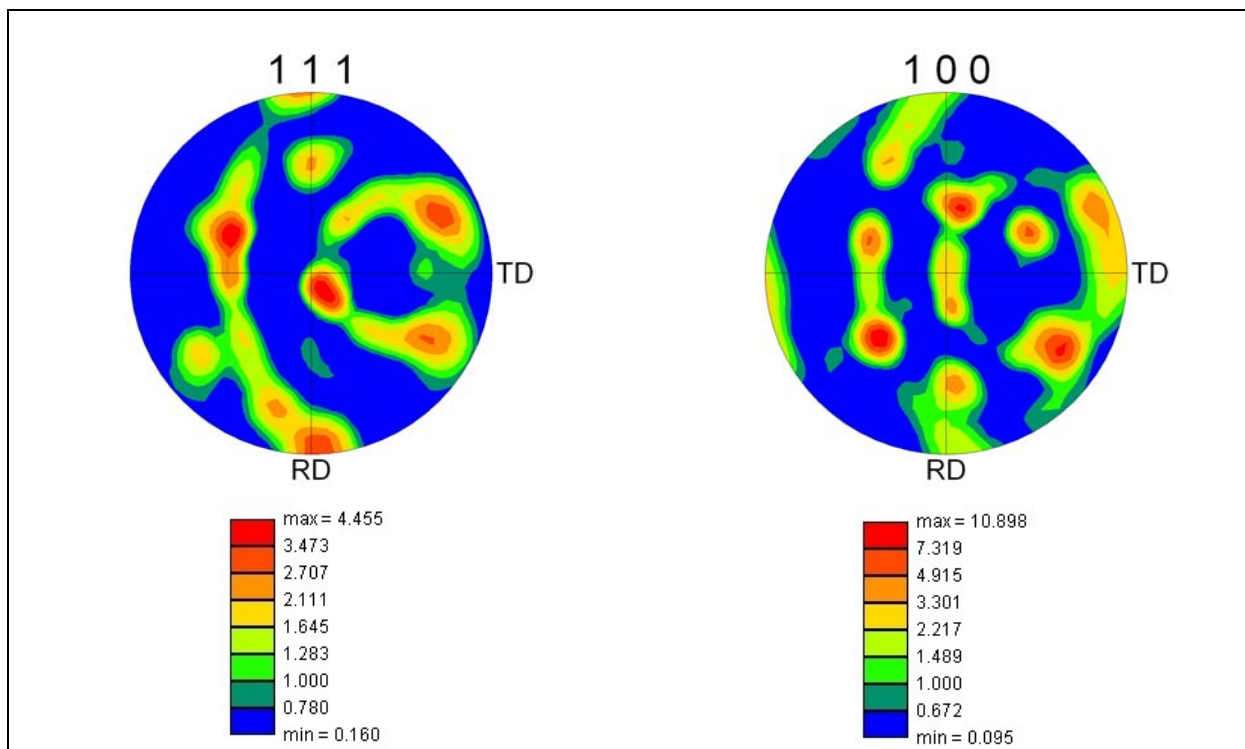 1 1 1
TD
RD
max = 4.455
3.473
2.707
2.111
1.645
1.283
1.000
0.780
min = 0.160
1 0 0
TD
RD
max = 10.898
7.319
4.915
3.301
2.217
1.489
1.000
0.672
min = 0.095